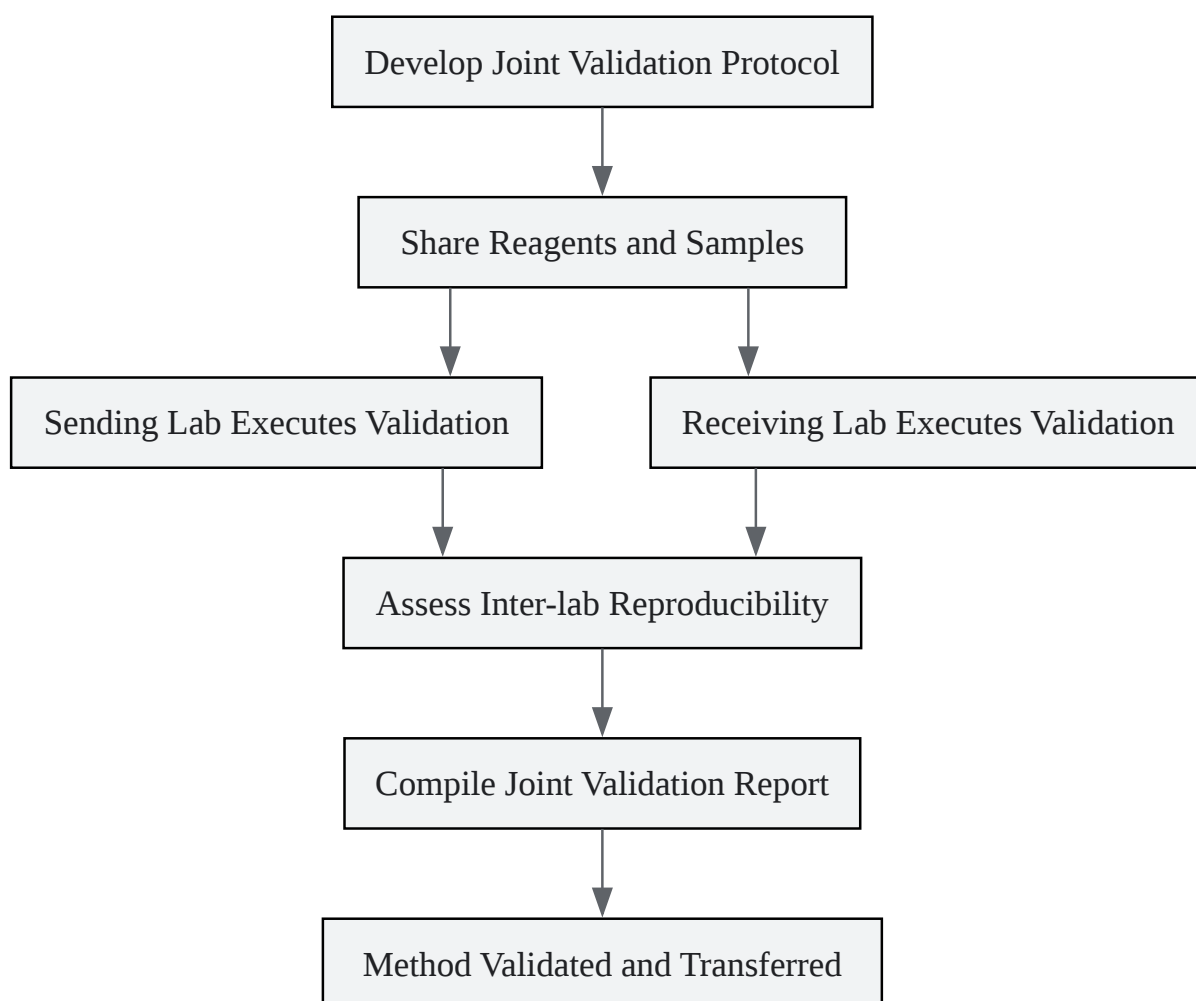 Develop Joint Validation Protocol
Share Reagents and Samples
Sending Lab Executes Validation
Receiving Lab Executes Validation
Assess Inter-lab Reproducibility
Compile Joint Validation Report
Method Validated and Transferred